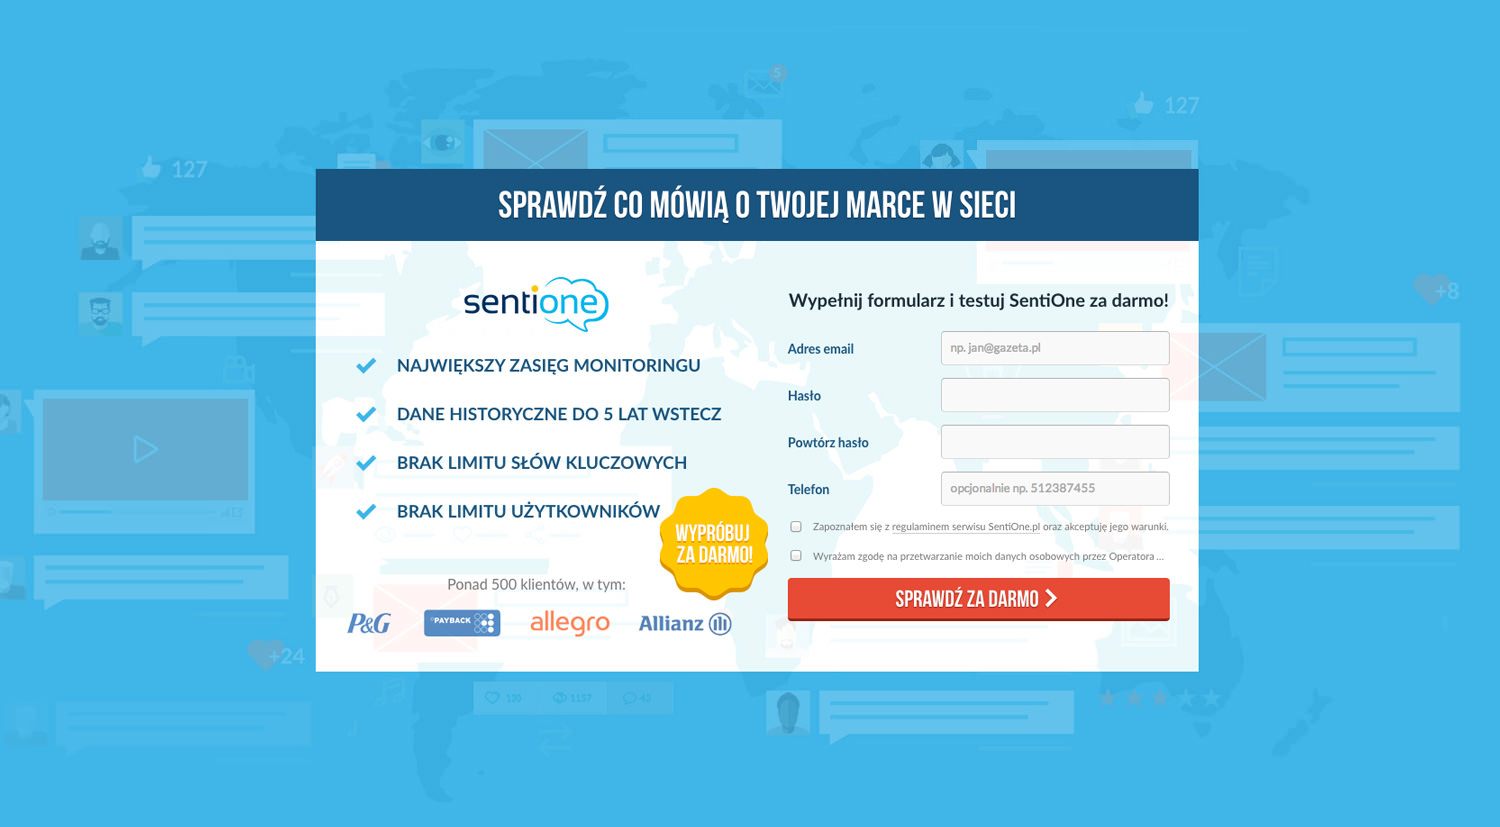 5
127
127
SPRAWDŹ CO MÓWIĄ O TWOJEJ MARCE W SIECI
sentione
NAJWIĘKSZY ZASIĘG MONITORINGU
DANE HISTORYCZNE DO 5 LAT WSTECZ
BRAK LIMITU SŁÓW KLUCZOWYCH
BRAK LIMITU UŻYTKOWNIKÓW
WYPRÓBUJ
ZA DARMO!
Ponad 500 klientów, w tym:
P&G
PAYBACK
allegro
Allianz
Wypełnij formularz i testuj SentiOne za darmo!
Adres email
np. jan@gazeta.pl
Hasło
Powtórz hasło
Telefon
opcjonalnie np. 512387455
Zapoznałem się z regulaminem serwisu SentiOne.pl oraz akceptuję jego warunki.
Wyrażam zgodę na przetwarzanie moich danych osobowych przez Operatora ...
SPRAWDŹ ZA DARMO
+8
+24
1157